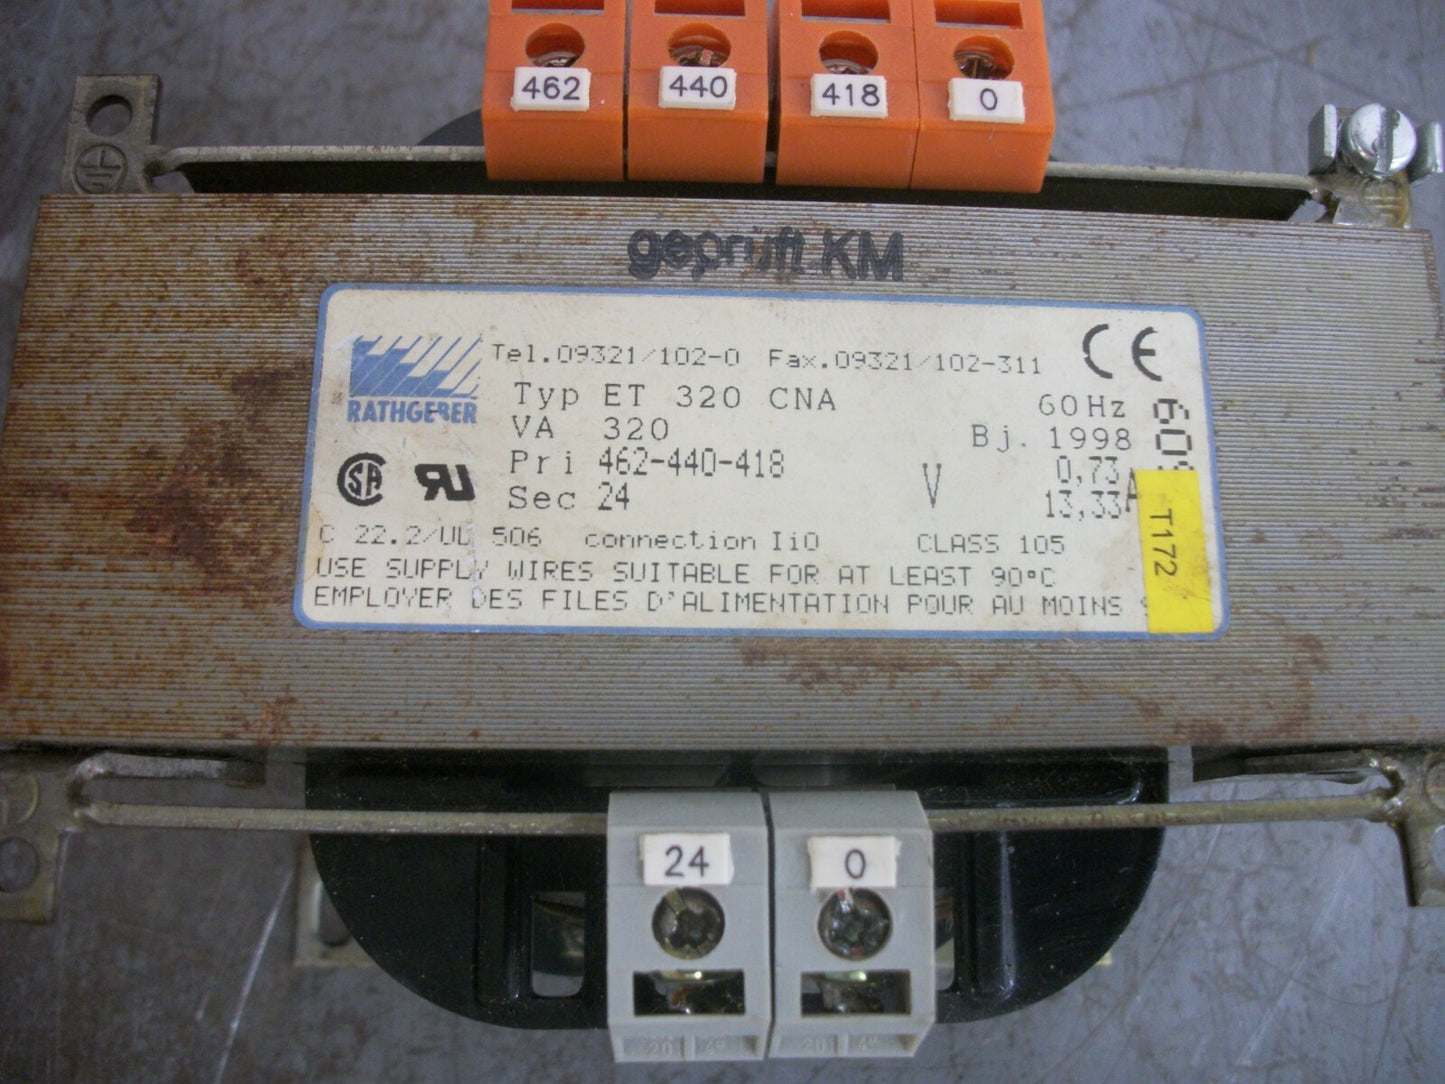 462 440 418 0
geprüft KM
Tel.09321/102-0 Fax.09321/102-311 CE
RATHGEBER
Typ ET 320 CNA 60Hz
VA 320 Bj. 1998
Pri 462-440-418 0,73
Sec 24 V 13,33 A
SA
C 22.2/UL 506 connection Ii0 CLASS 105
USE SUPPLY WIRES SUITABLE FOR AT LEAST 90°C
EMPLOYER DES FILES D'ALIMENTATION POUR AU MOINS
T172
24 0